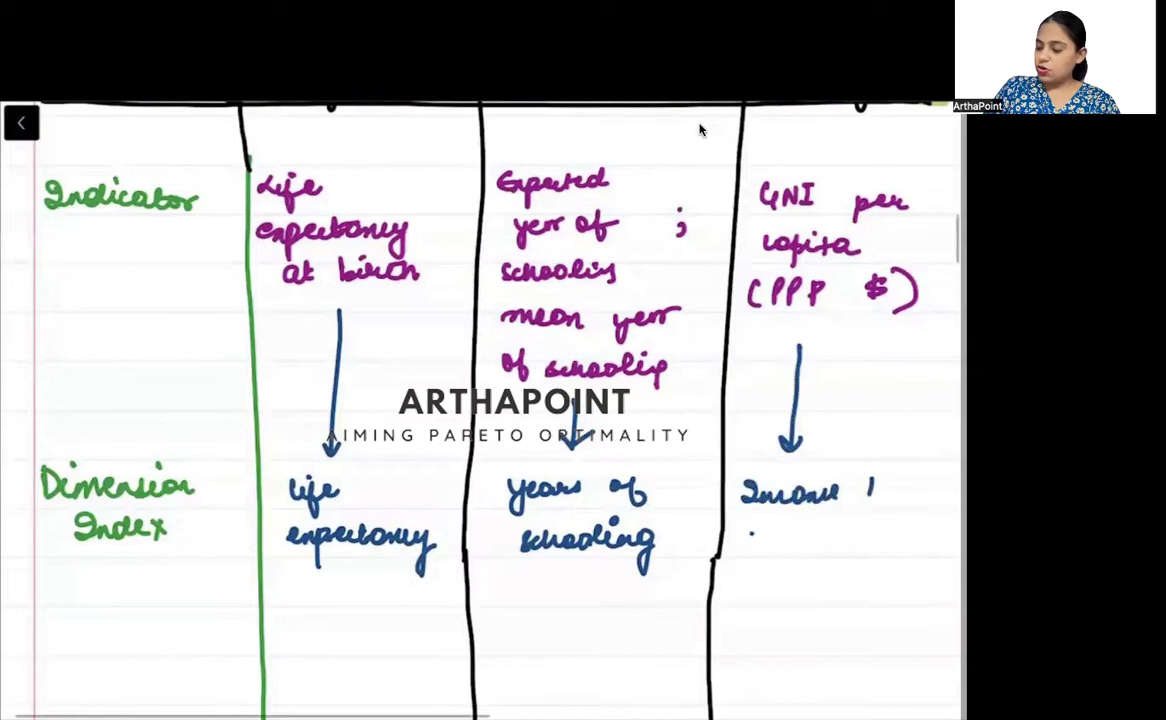 ArthaPoint
Indicator
Life
expectancy
at birth
Expected
year of ;
schooling
mean year
of schooling
GNI per
capita
(PPP $)
ARTHAPOINT
AIMING PARETO OPTIMALITY
Dimension
Index
life
expectancy
years of
schooling
Income